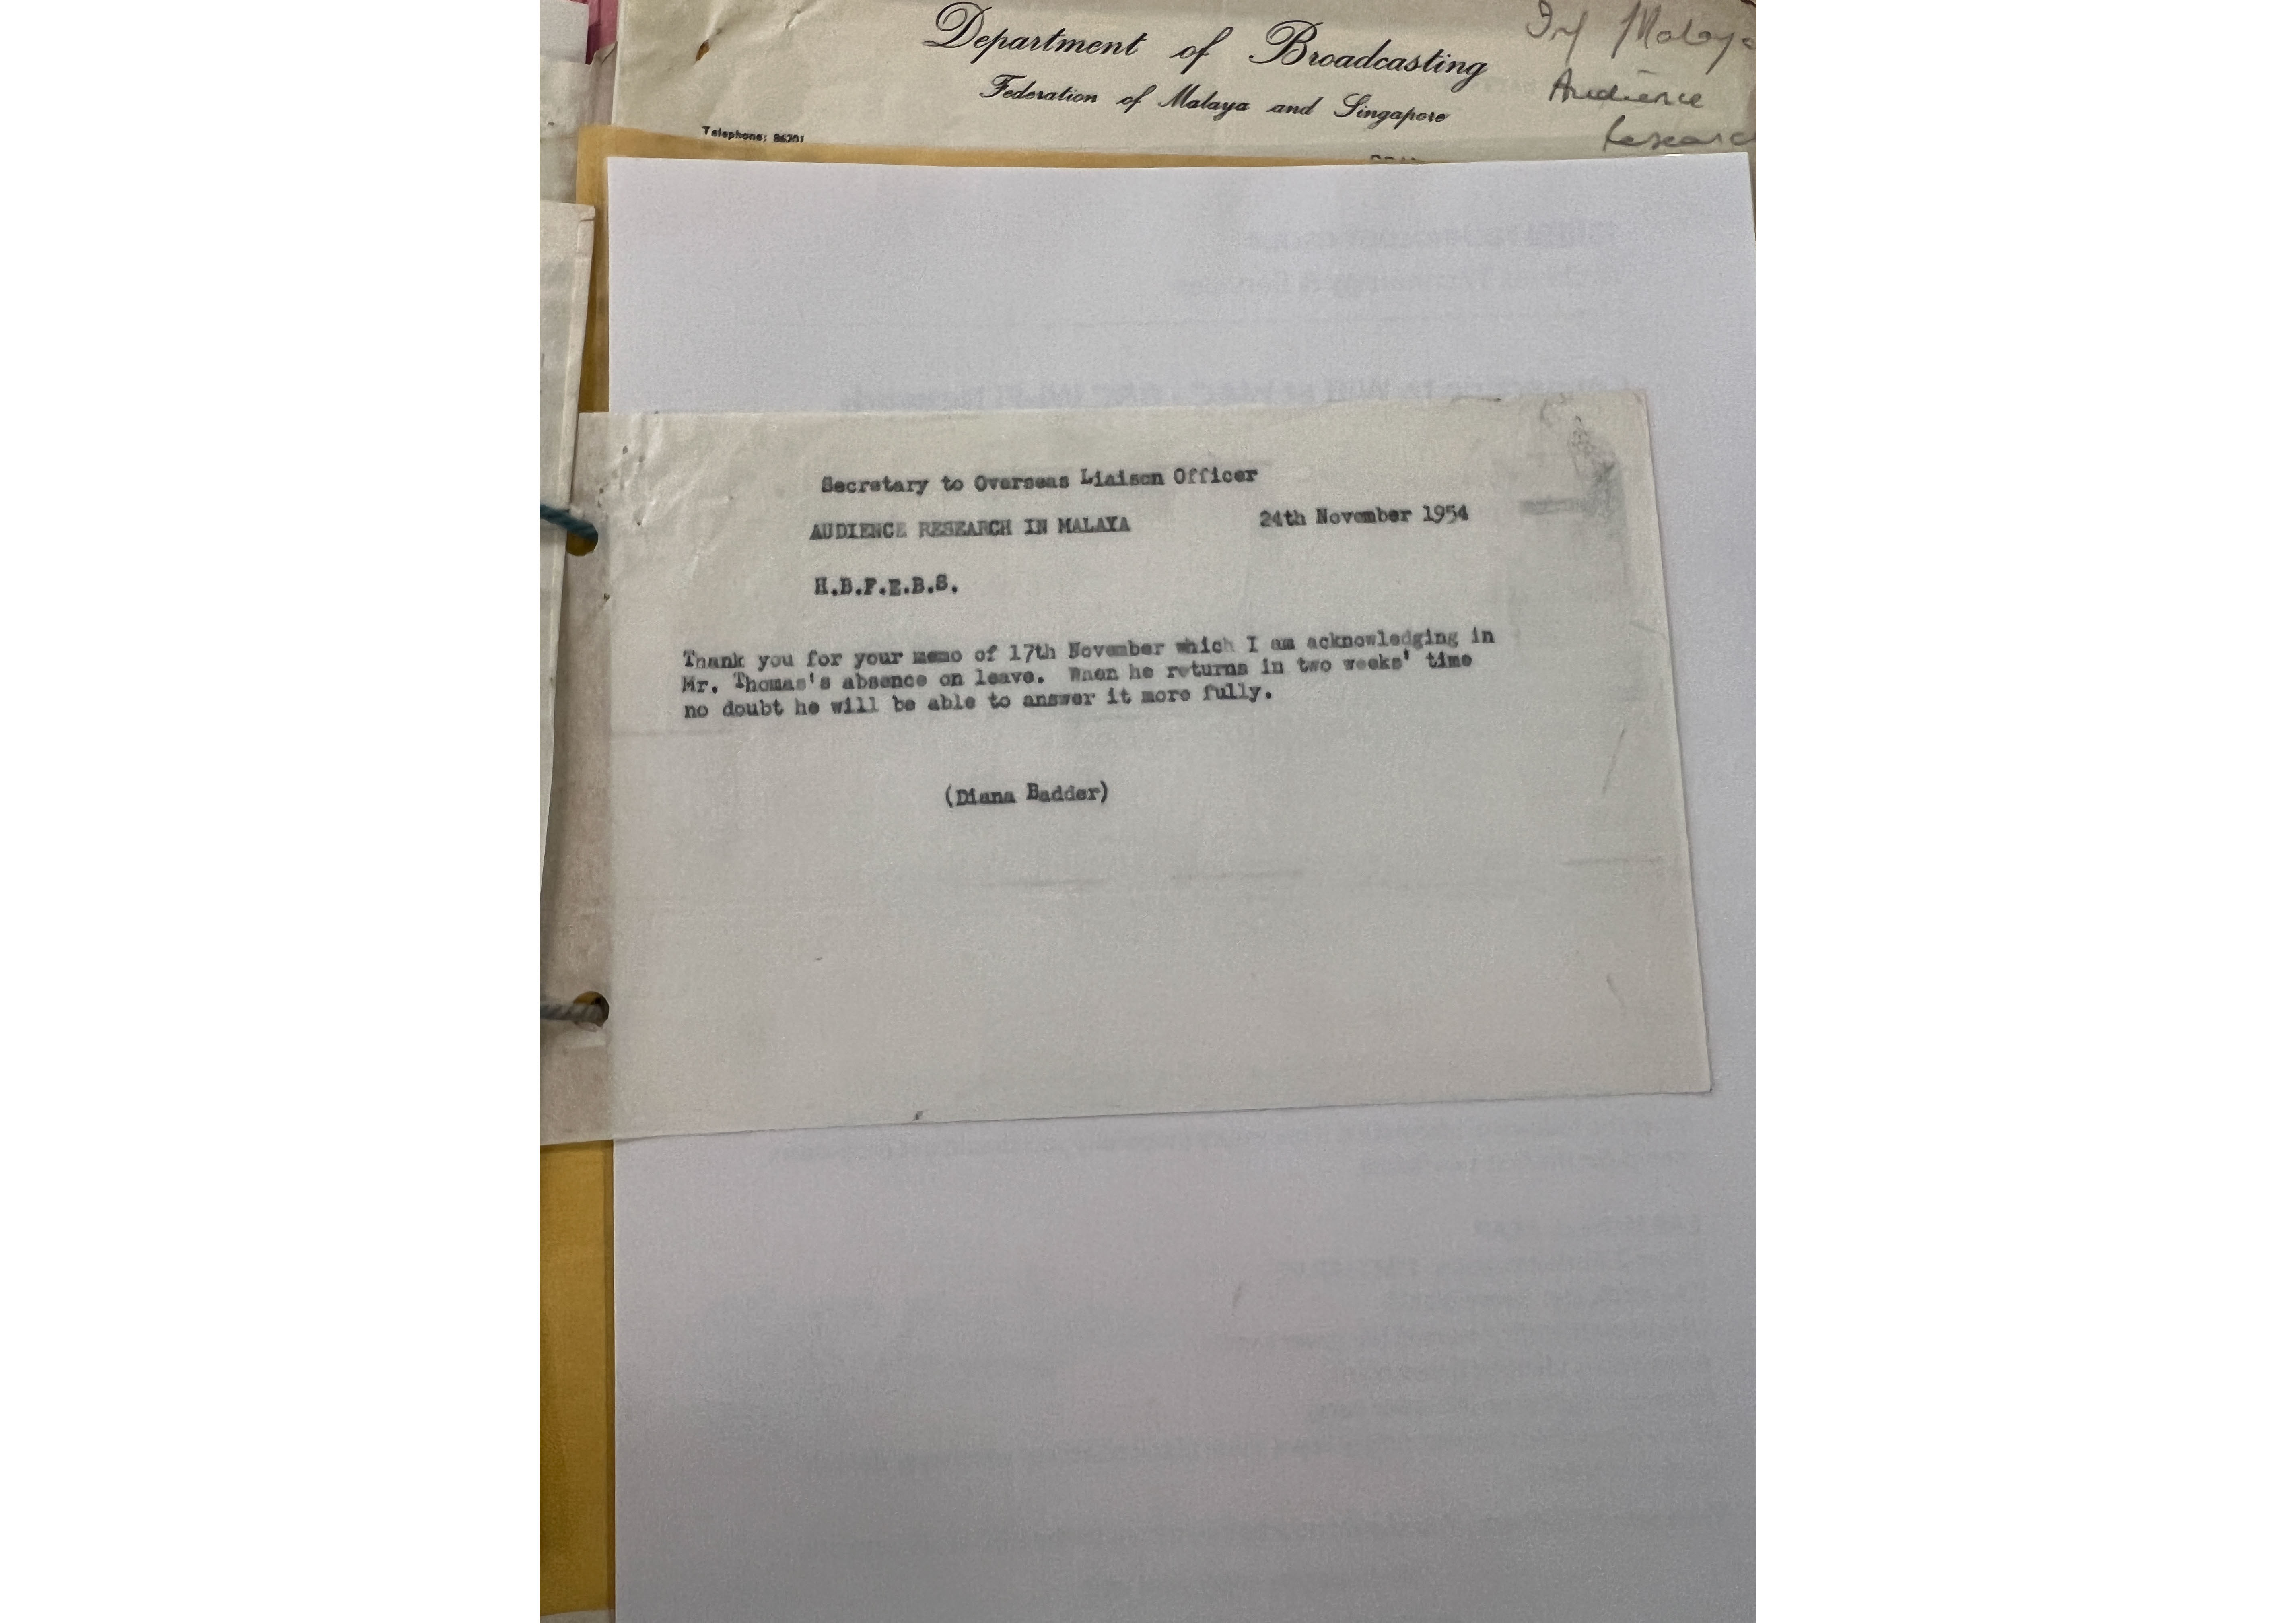 Department of Broadcasting
Federation of Malaya and Singapore
Telephone: 86201
Malaya
Audience
Research
Secretary to Overseas Liaison Officer
AUDIENCE RESEARCH IN MALAYA 24th November 1954
H.B.F.E.B.S.
Thank you for your memo of 17th November which I am acknowledging in
Mr. Thomas's absence on leave. When he returns in two weeks' time
no doubt he will be able to answer it more fully.
(Diana Badder)